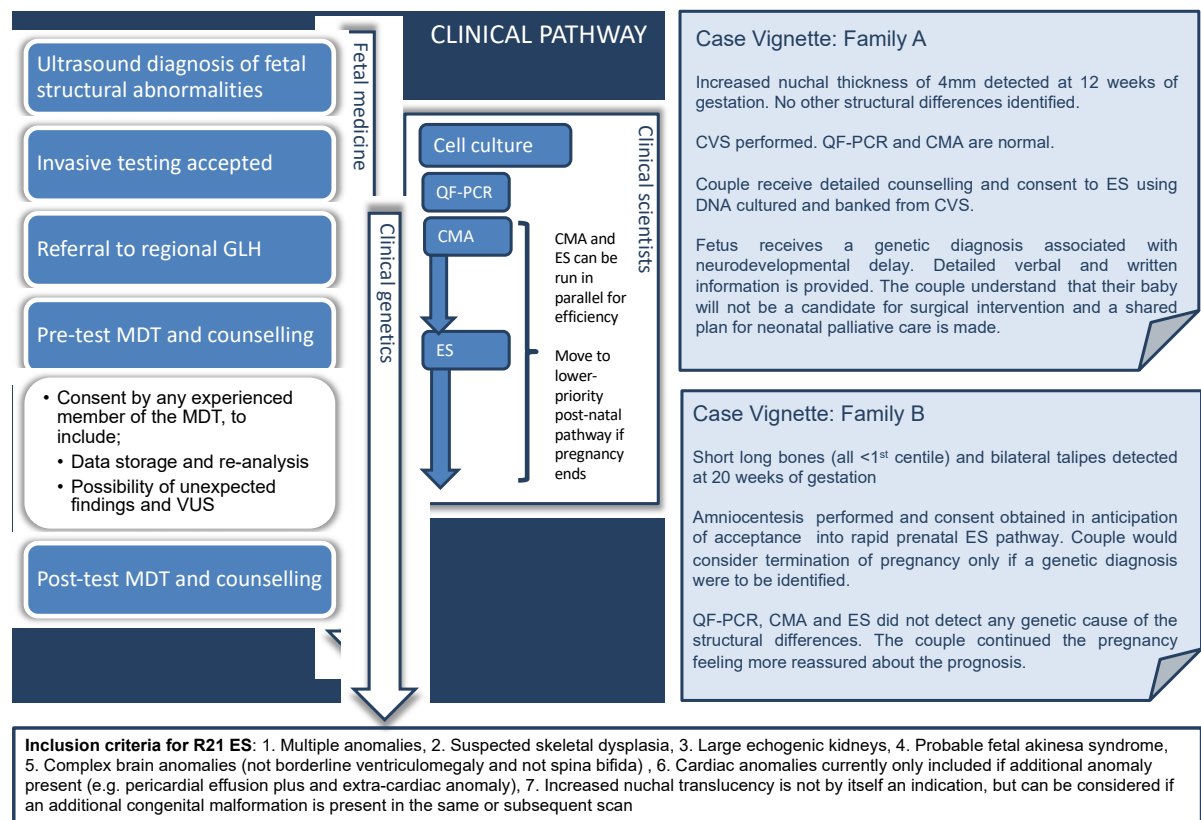 CLINICAL PATHWAY
Ultrasound diagnosis of fetal
structural abnormalities
Invasive testing accepted
Referral to regional GLH
Pre-test MDT and counselling
• Consent by any experienced
member of the MDT, to
include;
• Data storage and re-analysis
• Possibility of unexpected
findings and VUS
Post-test MDT and counselling
Fetal medicine
Clinical genetics
Cell culture
QF-PCR
CMA
ES
CMA and
ES can be
run in
parallel for
efficiency
Move to
lower-
priority
post-natal
pathway if
pregnancy
ends
Clinical scientists
Case Vignette: Family A
Increased nuchal thickness of 4mm detected at 12 weeks of
gestation. No other structural differences identified.
CVS performed. QF-PCR and CMA are normal.
Couple receive detailed counselling and consent to ES using
DNA cultured and banked from CVS.
Fetus receives a genetic diagnosis associated with
neurodevelopmental delay. Detailed verbal and written
information is provided. The couple understand that their baby
will not be a candidate for surgical intervention and a shared
plan for neonatal palliative care is made.
Case Vignette: Family B
Short long bones (all <1st centile) and bilateral talipes detected
at 20 weeks of gestation
Amniocentesis performed and consent obtained in anticipation
of acceptance into rapid prenatal ES pathway. Couple would
consider termination of pregnancy only if a genetic diagnosis
were to be identified.
QF-PCR, CMA and ES did not detect any genetic cause of the
structural differences. The couple continued the pregnancy
feeling more reassured about the prognosis.
Inclusion criteria for R21 ES: 1. Multiple anomalies, 2. Suspected skeletal dysplasia, 3. Large echogenic kidneys, 4. Probable fetal akinesa syndrome,
5. Complex brain anomalies (not borderline ventriculomegaly and not spina bifida) , 6. Cardiac anomalies currently only included if additional anomaly
present (e.g. pericardial effusion plus and extra-cardiac anomaly), 7. Increased nuchal translucency is not by itself an indication, but can be considered if
an additional congenital malformation is present in the same or subsequent scan